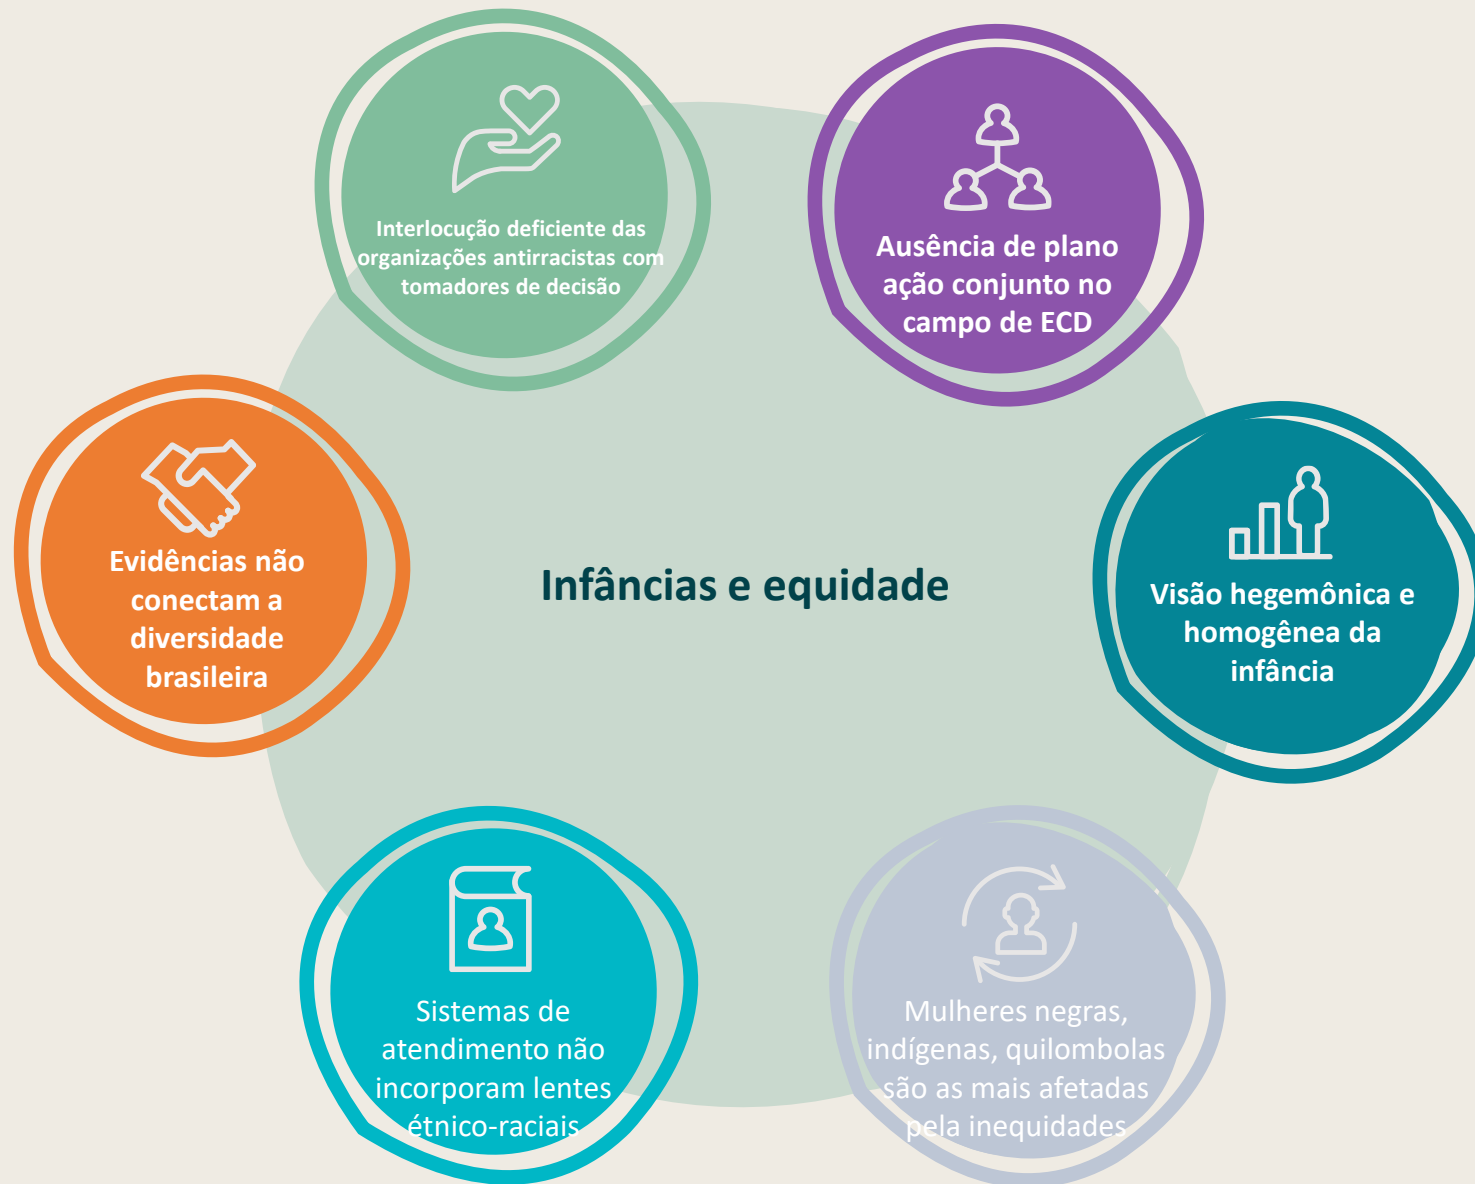 Interlocução deficiente das
organizações antirracistas com
tomadores de decisão
Ausência de plano
ação conjunto no
campo de ECD
Evidências não
conectam a
diversidade
brasileira
Infâncias e equidade
Visão hegemônica e
homogênea da
infância
Sistemas de
atendimento não
incorporam lentes
étnico-raciais
Mulheres negras,
indígenas, quilombolas
são as mais afetadas
pela inequidades